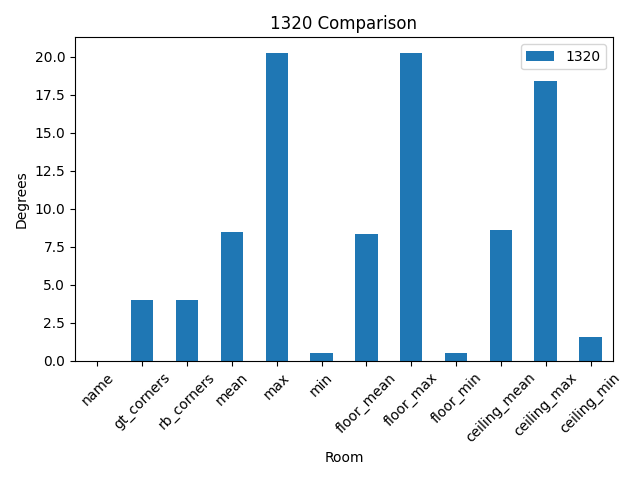 1320 Comparison
1320
Degrees
20.0
17.5
15.0
12.5
10.0
7.5
5.0
2.5
0.0
name
gt_corners
rb_corners
mean
max
min
floor_mean
floor_max
floor_min
ceiling_mean
ceiling_max
ceiling_min
Room